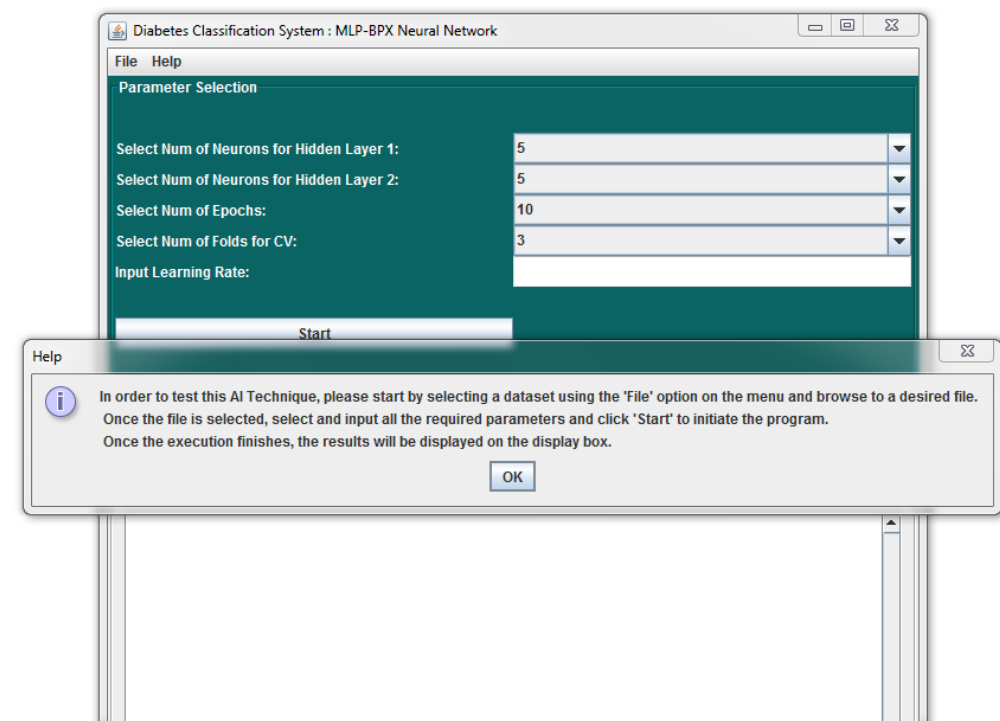 Diabetes Classification System : MLP-BPX Neural Network
File Help
Parameter Selection
Select Num of Neurons for Hidden Layer 1: 5
Select Num of Neurons for Hidden Layer 2: 5
Select Num of Epochs: 10
Select Num of Folds for CV: 3
Input Learning Rate:
Start
Help
In order to test this AI Technique, please start by selecting a dataset using the 'File' option on the menu and browse to a desired file.
Once the file is selected, select and input all the required parameters and click 'Start' to initiate the program.
Once the execution finishes, the results will be displayed on the display box.
OK